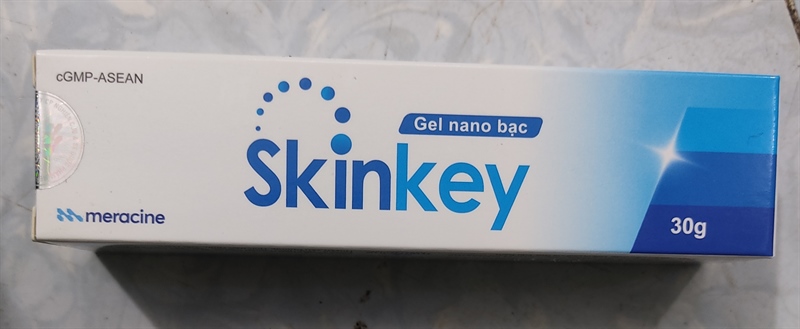 cGMP-ASEAN
Gel nano bạc
Skinkey
meracine
30g